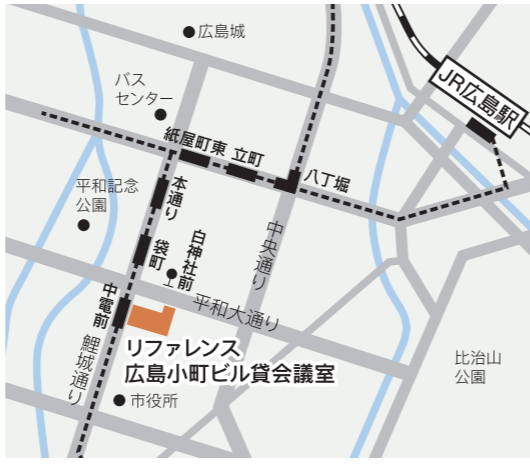 広島城
バス
センター
JR広島駅
紙屋町東
立町
八丁堀
平和記念
公園
本通り
袋町
白神社前
中央通り
平和大通り
中電前
鯉城通り
リファレンス
広島小町ビル貸会議室
比治山
公園
市役所